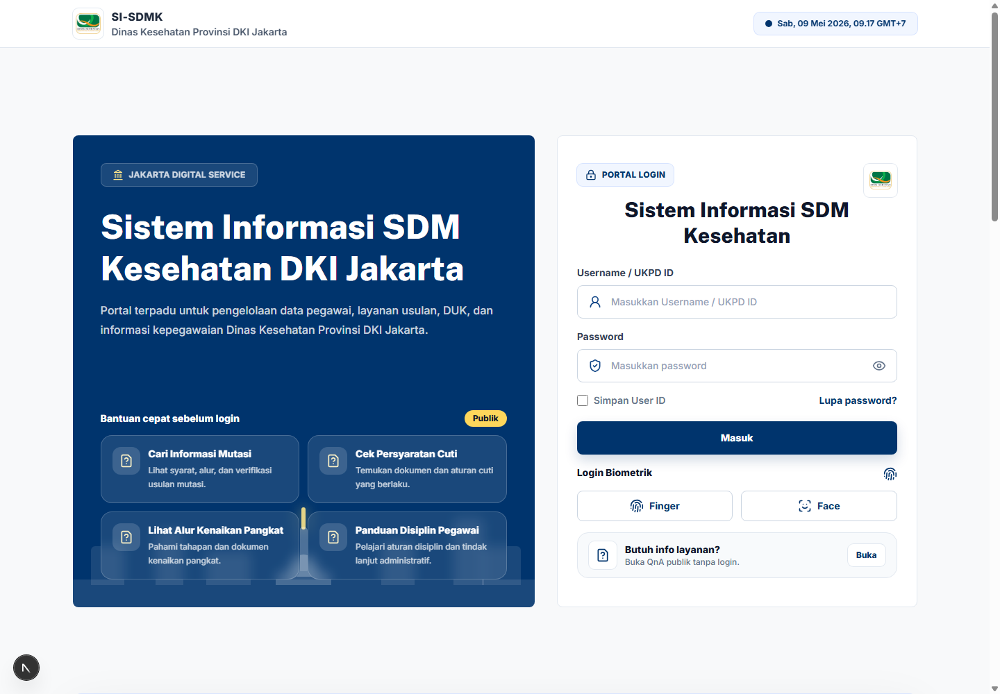 SI-SDMK
Dinas Kesehatan Provinsi DKI Jakarta
Sab, 09 Mei 2026, 09.17 GMT+7
JAKARTA DIGITAL SERVICE
Sistem Informasi SDM
Kesehatan DKI Jakarta
Portal terpadu untuk pengelolaan data pegawai, layanan usulan, DUK, dan
informasi kepegawaian Dinas Kesehatan Provinsi DKI Jakarta.
Bantuan cepat sebelum login
Publik
Cari Informasi Mutasi
Lihat syarat, alur, dan verifikasi
usulan mutasi.
Cek Persyaratan Cuti
Temukan dokumen dan aturan cuti
yang berlaku.
Lihat Alur Kenaikan Pangkat
Pahami tahapan dan dokumen
kenaikan pangkat.
Panduan Disiplin Pegawai
Pelajari aturan disiplin dan tindak
lanjut administratif.
PORTAL LOGIN
Sistem Informasi SDM
Kesehatan
Username / UKPD ID
Masukkan Username / UKPD ID
Password
Masukkan password
Simpan User ID
Lupa password?
Masuk
Login Biometrik
Finger
Face
Butuh info layanan?
Buka QnA publik tanpa login.
Buka